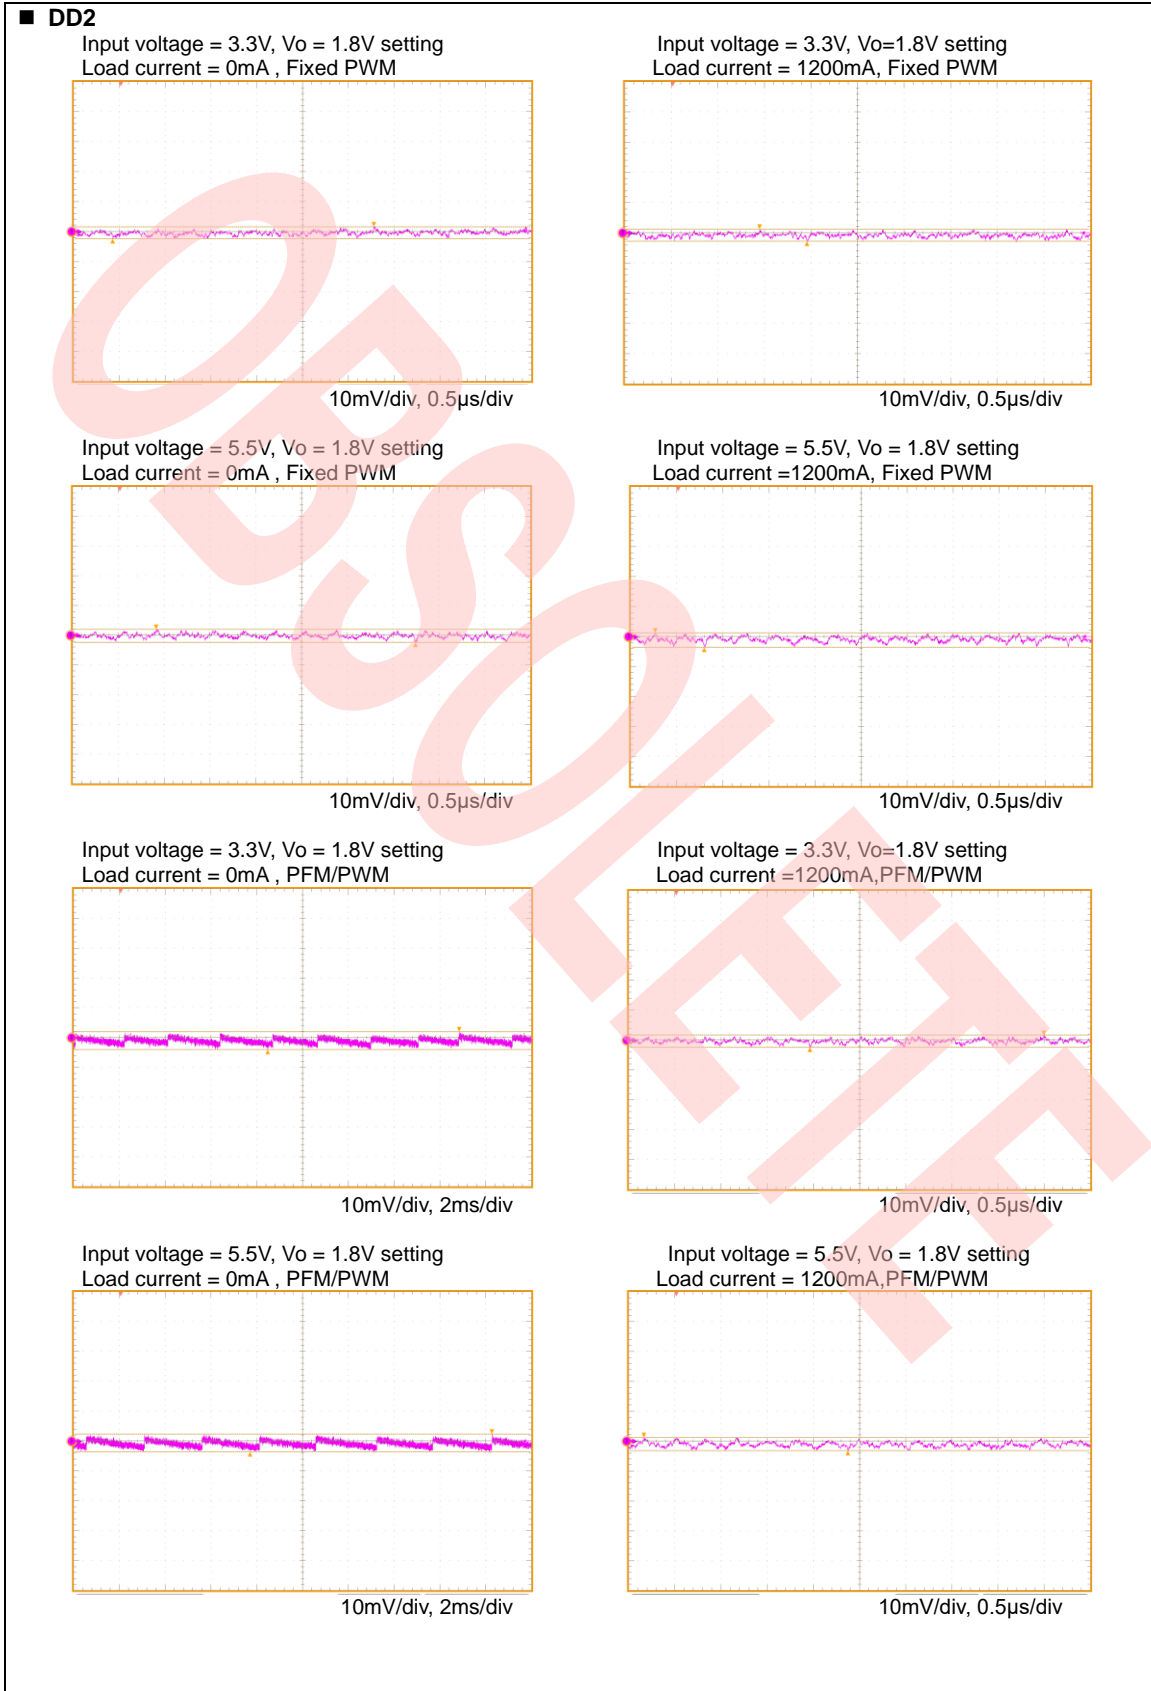 ■ DD2
Input voltage = 3.3V, Vo = 1.8V setting
Load current = 0mA , Fixed PWM
10mV/div, 0.5µs/div
Input voltage = 3.3V, Vo=1.8V setting
Load current = 1200mA, Fixed PWM
10mV/div, 0.5µs/div
Input voltage = 5.5V, Vo = 1.8V setting
Load current = 0mA , Fixed PWM
10mV/div, 0.5µs/div
Input voltage = 5.5V, Vo = 1.8V setting
Load current =1200mA, Fixed PWM
10mV/div, 0.5µs/div
Input voltage = 3.3V, Vo = 1.8V setting
Load current = 0mA , PFM/PWM
10mV/div, 2ms/div
Input voltage = 3.3V, Vo=1.8V setting
Load current =1200mA,PFM/PWM
10mV/div, 0.5µs/div
Input voltage = 5.5V, Vo = 1.8V setting
Load current = 0mA , PFM/PWM
10mV/div, 2ms/div
Input voltage = 5.5V, Vo = 1.8V setting
Load current = 1200mA,PFM/PWM
10mV/div, 0.5µs/div
OBSOLETE